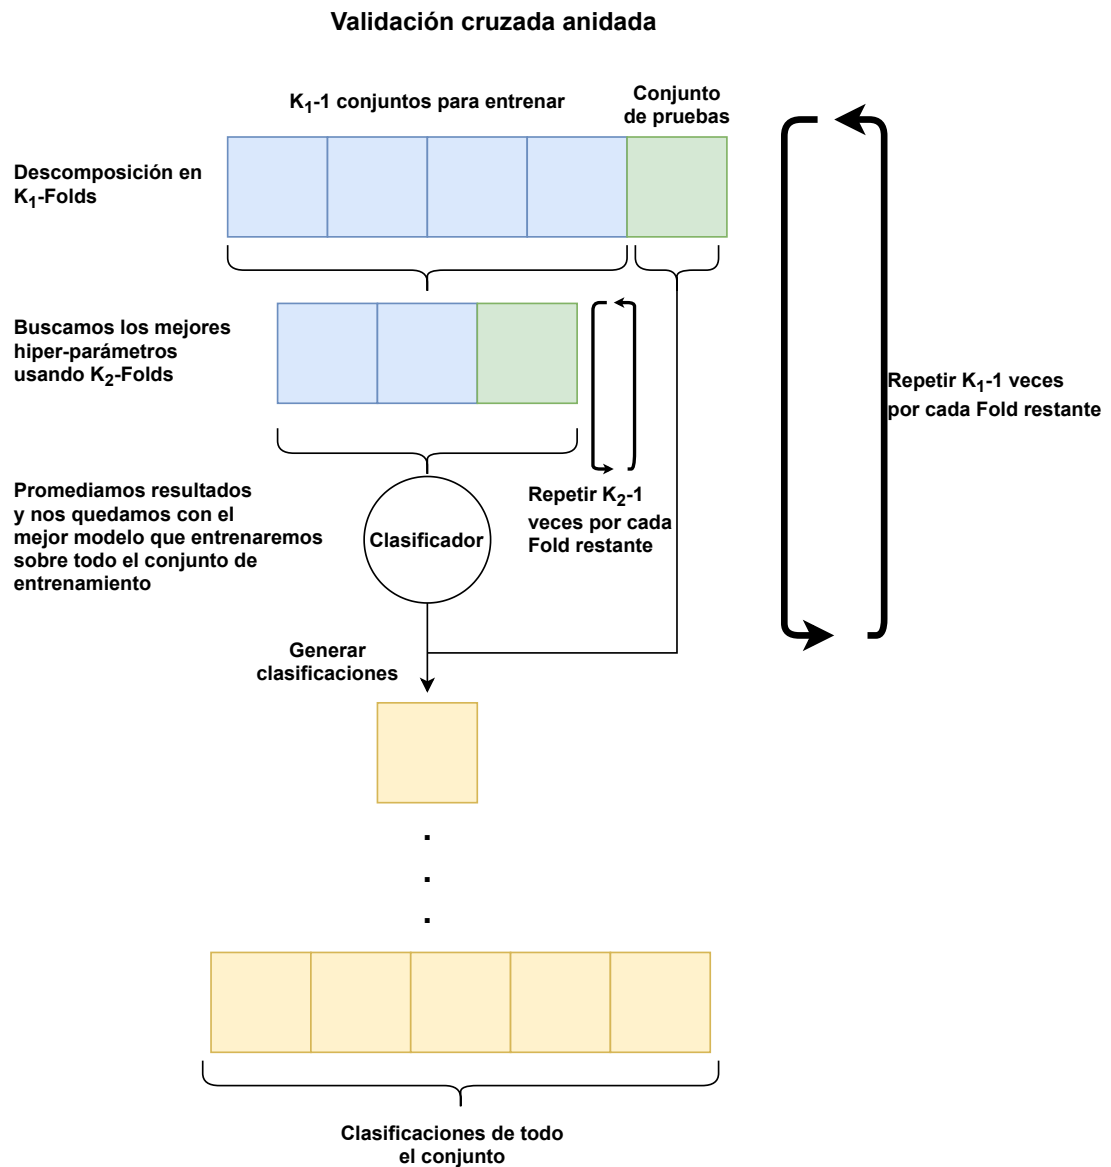 Validación cruzada anidada
K₁-1 conjuntos para entrenar
Conjunto
de pruebas
Descomposición en
K₁-Folds
Buscamos los mejores
hiper-parámetros
usando K₂-Folds
Repetir K₁-1 veces
por cada Fold restante
Promediamos resultados
y nos quedamos con el
mejor modelo que entrenaremos
sobre todo el conjunto de
entrenamiento
Clasificador
Repetir K₂-1
veces por cada
Fold restante
Generar
clasificaciones
.
.
.
Clasificaciones de todo
el conjunto